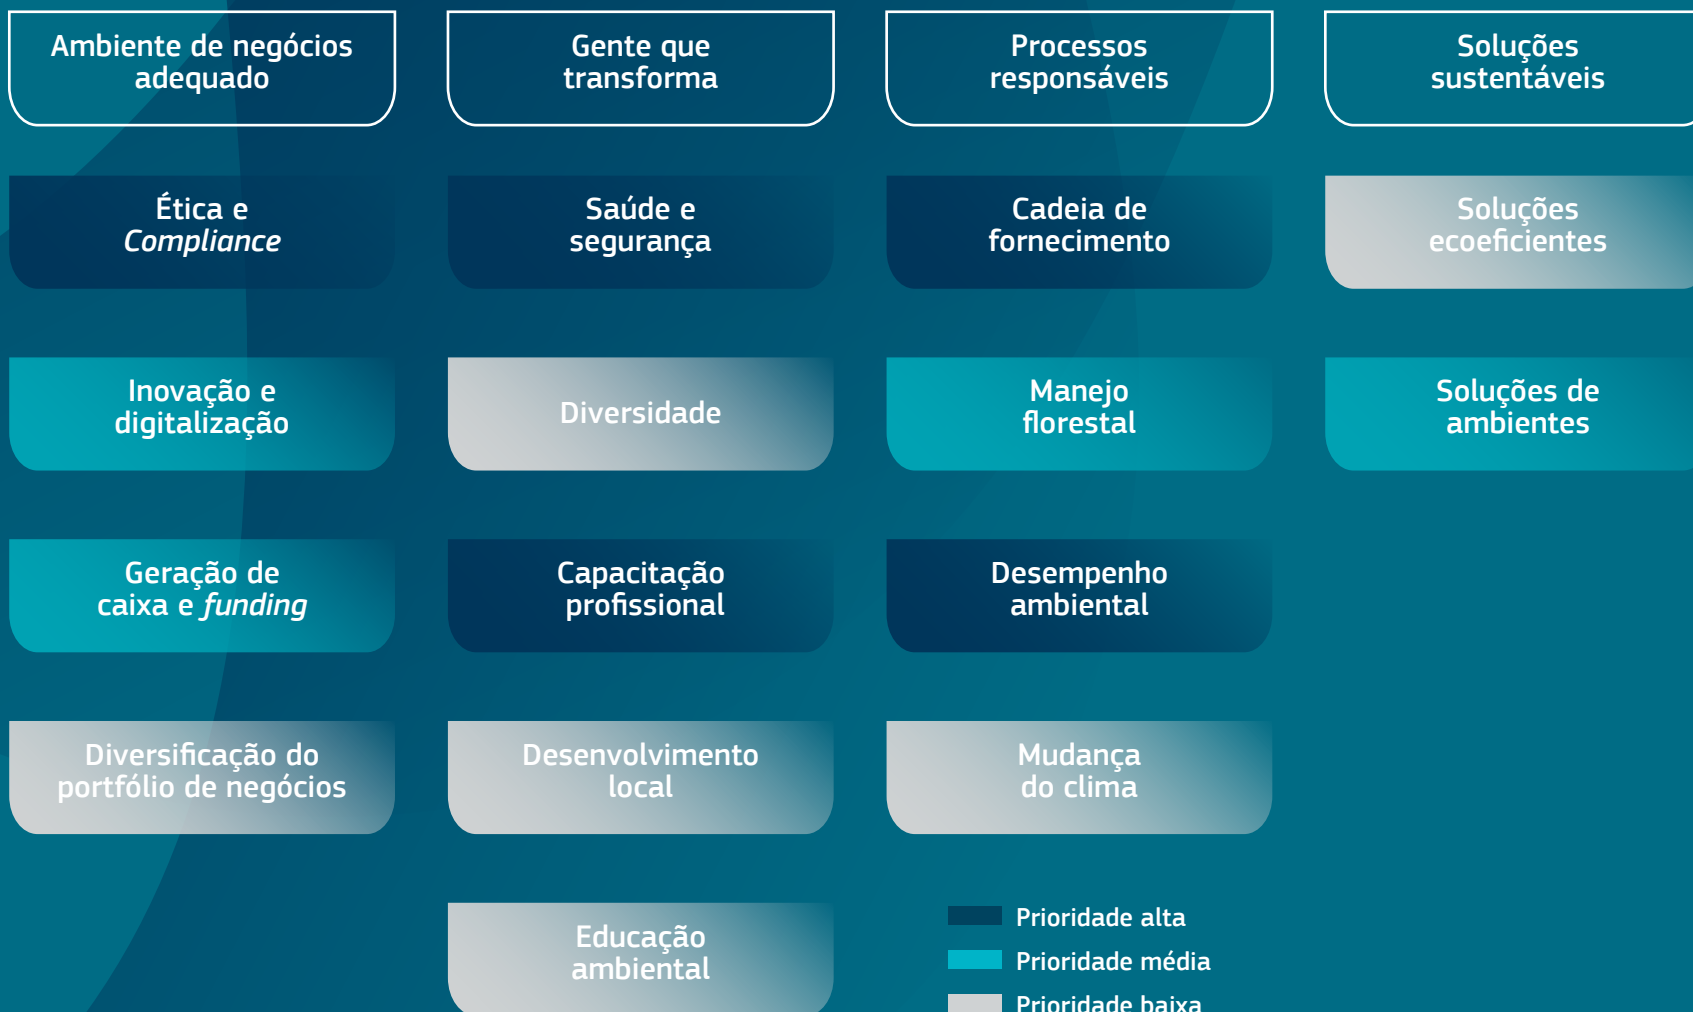 Ambiente de negócios
adequado
Ética e
Compliance
Inovação e
digitalização
Geração de
caixa e funding
Diversificação do
portfólio de negócios
Gente que
transforma
Saúde e
segurança
Diversidade
Capacitação
profissional
Desenvolvimento
local
Educação
ambiental
Processos
responsáveis
Cadeia de
fornecimento
Manejo
florestal
Desempenho
ambiental
Mudança
do clima
Soluções
sustentáveis
Soluções
ecoeficientes
Soluções de
ambientes
Prioridade alta
Prioridade média
Prioridade baixa